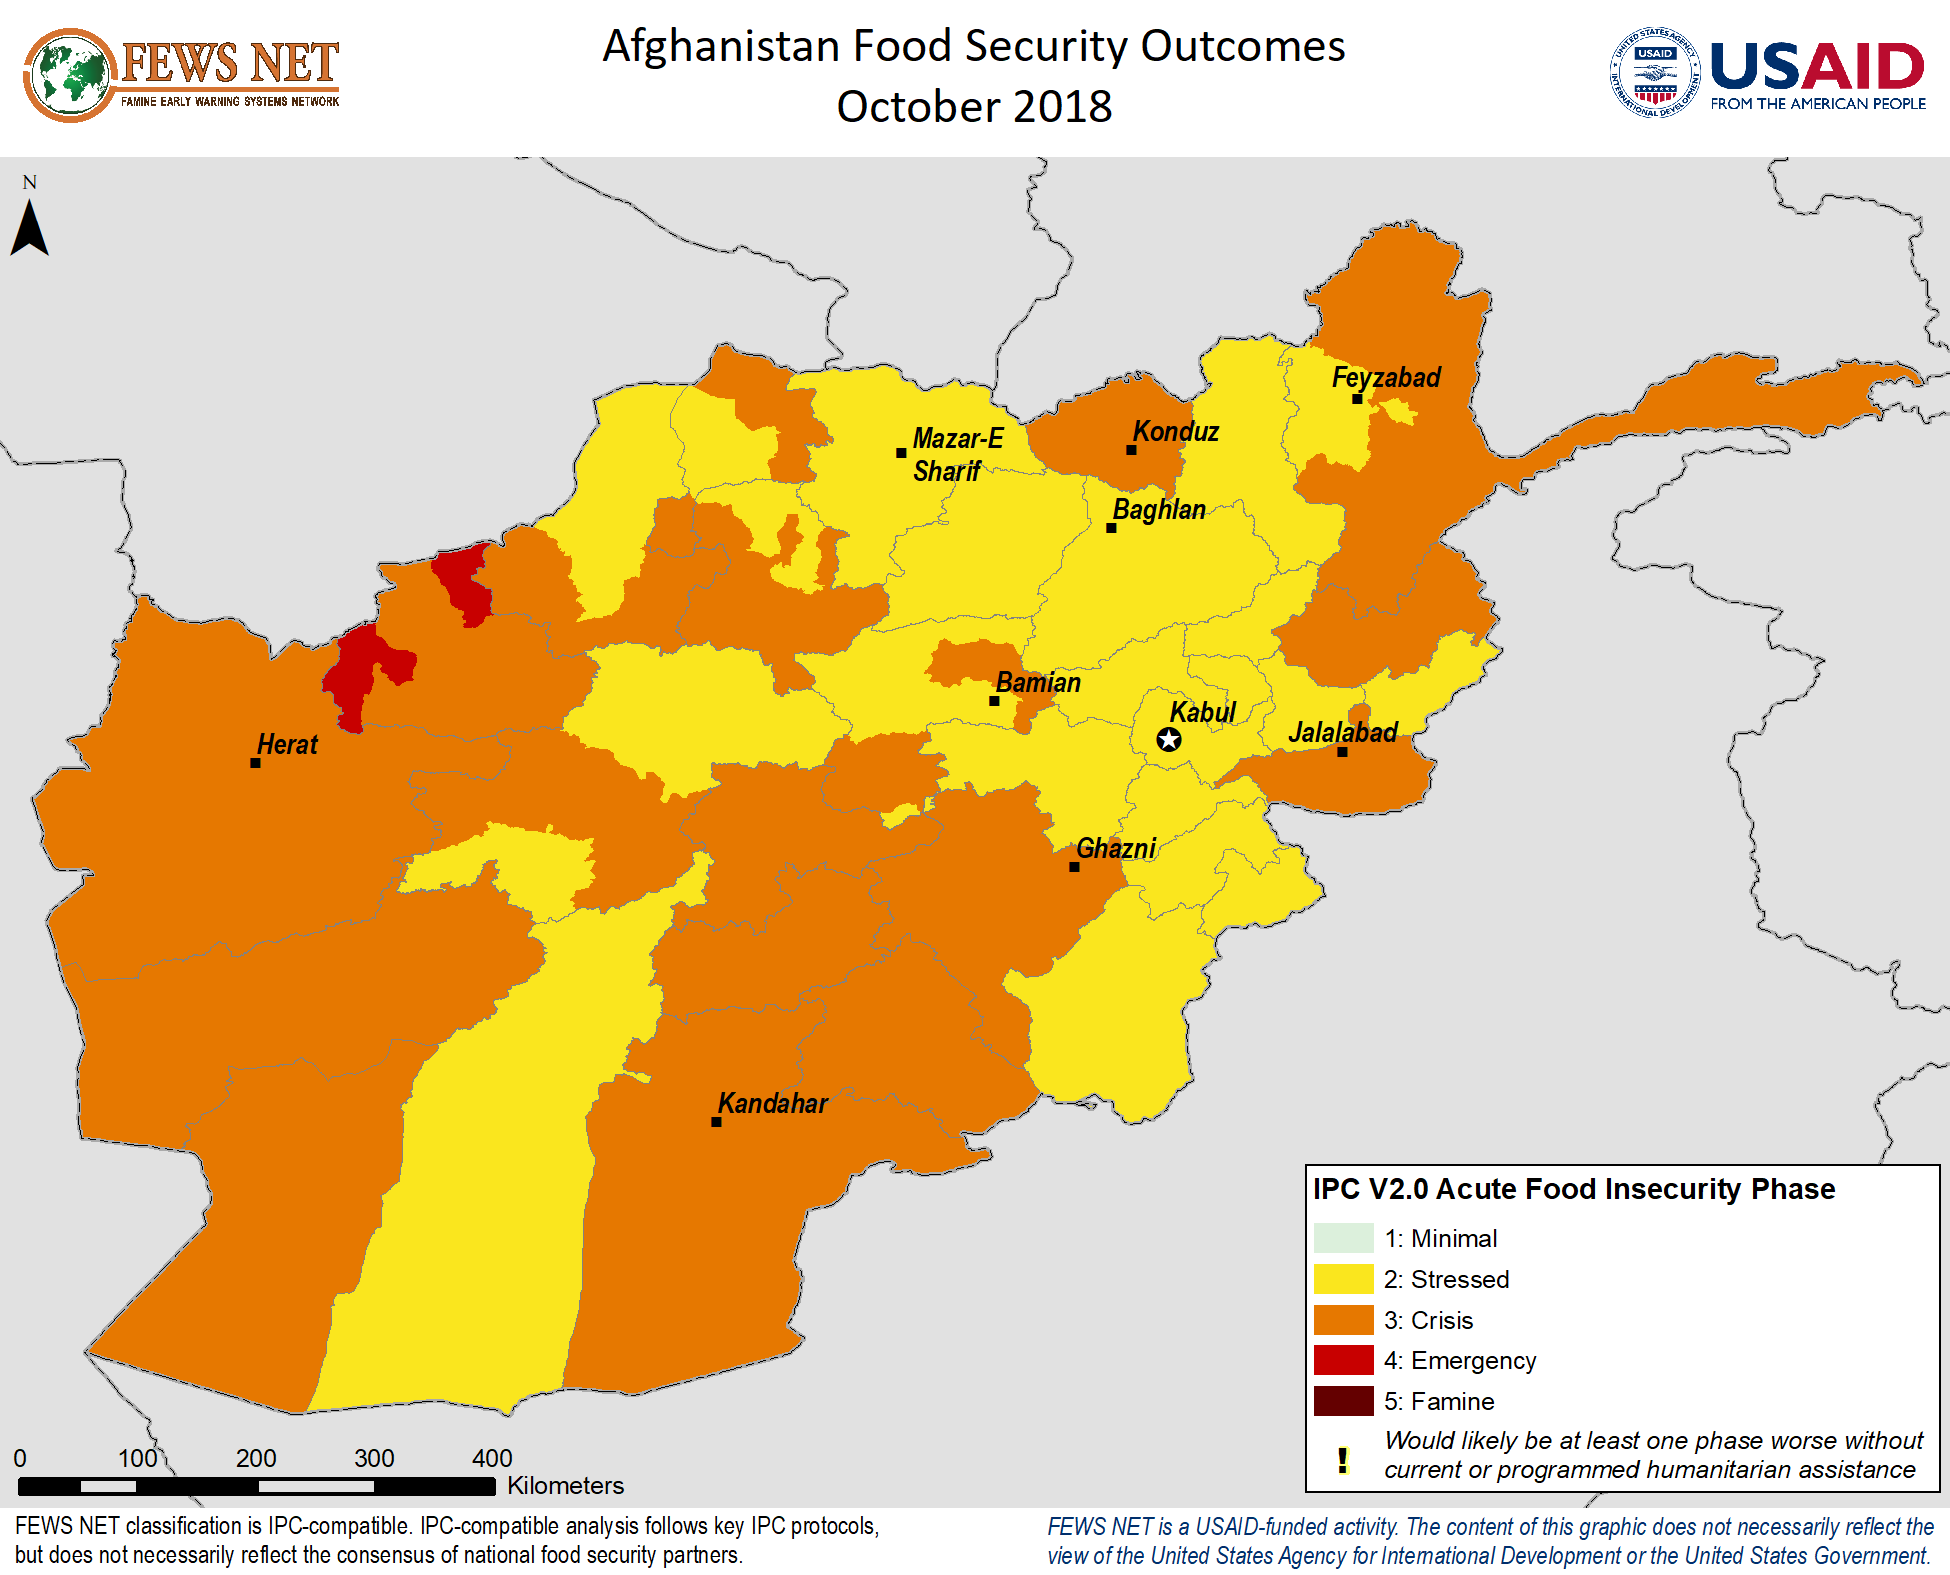 FEWS NET
FAMINE EARLY WARNING SYSTEMS NETWORK
Afghanistan Food Security Outcomes
October 2018
UNITED STATES AGENCY
USAID
INTERNATIONAL DEVELOPMENT
USAID
FROM THE AMERICAN PEOPLE
N
Feyzabad
Mazar-E
Sharif
Konduz
Baghlan
Bamian
Kabul
Herat
Jalalabad
Ghazni
Kandahar
IPC V2.0 Acute Food Insecurity Phase
1: Minimal
2: Stressed
3: Crisis
4: Emergency
5: Famine
! Would likely be at least one phase worse without
current or programmed humanitarian assistance
0 100 200 300 400
Kilometers
FEWS NET classification is IPC-compatible. IPC-compatible analysis follows key IPC protocols,
but does not necessarily reflect the consensus of national food security partners.
FEWS NET is a USAID-funded activity. The content of this graphic does not necessarily reflect the
view of the United States Agency for International Development or the United States Government.